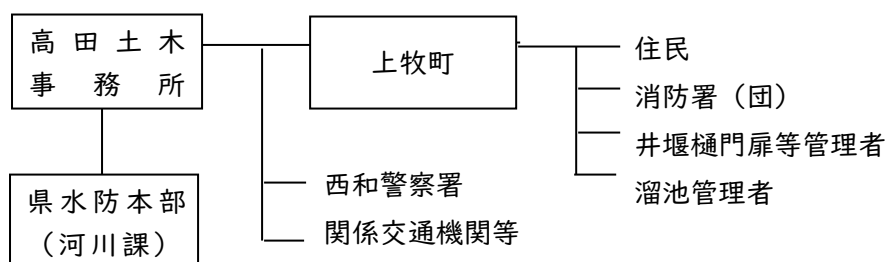 高田土木
事務所
県水防本部
（河川課）
上牧町
西和警察署
関係交通機関等
住民
消防署（団）
井堰樋門扉等管理者
溜池管理者